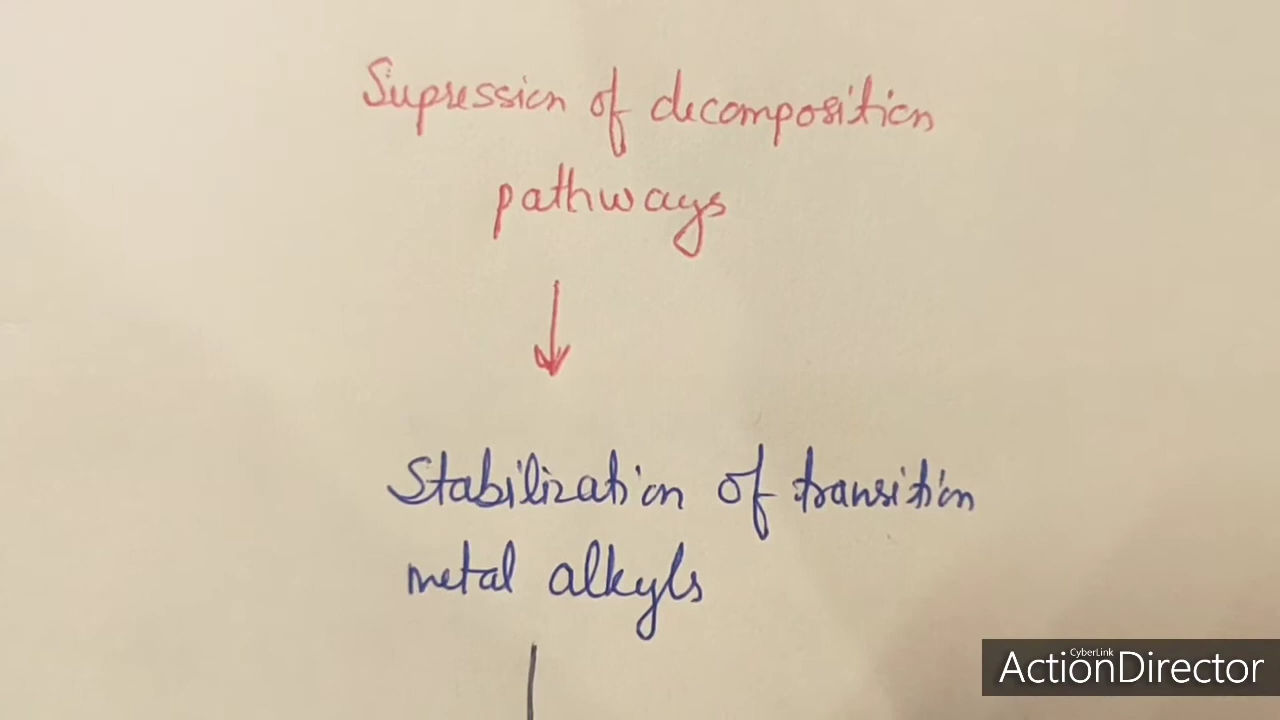 Supression of decomposition
pathways
Stabilization of transition
metal alkyls
CyberLink
ActionDirector